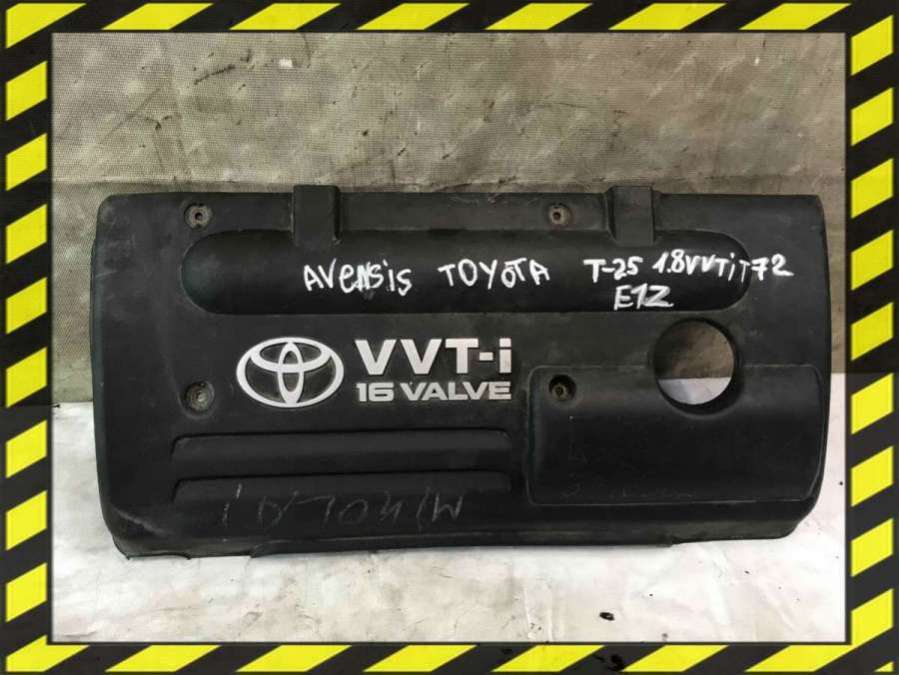 AVENSIS TOYOTA T-25 1.8VVTiT72
E1Z
VVT-i
16 VALVE